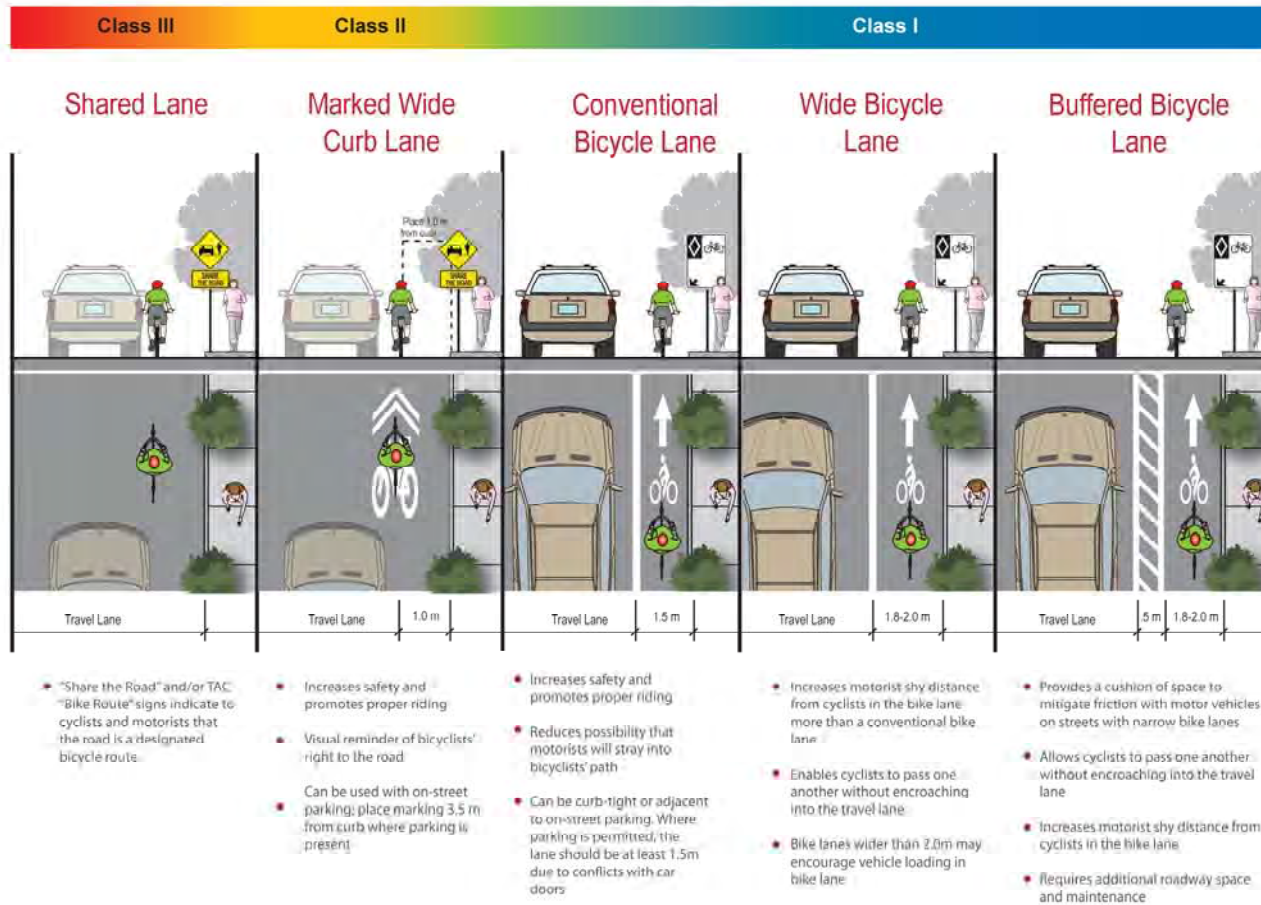 Class III
Class II
Class I
Shared Lane
Marked Wide
Curb Lane
Conventional
Bicycle Lane
Wide Bicycle
Lane
Buffered Bicycle
Lane
SHARE
THE ROAD
Place 1.0 m
from curb
SHARE
THE ROAD
Travel Lane
Travel Lane
1.0 m
Travel Lane
1.5 m
Travel Lane
1.8-2.0 m
Travel Lane
.5 m
1.8-2.0 m
• "Share the Road" and/or TAC
"Bike Route" signs indicate to
cyclists and motorists that
the road is a designated
bicycle route
• Increases safety and
promotes proper riding
• Visual reminder of bicyclists'
right to the road
• Can be used with on-street
parking; place marking 3.5 m
from curb where parking is
present
• Increases safety and
promotes proper riding
• Reduces possibility that
motorists will stray into
bicyclists' path
• Can be curb-tight or adjacent
to on-street parking. Where
parking is permitted, the
lane should be at least 1.5m
due to conflicts with car
doors
• Increases motorist shy distance
from cyclists in the bike lane
more than a conventional bike
lane
• Enables cyclists to pass one
another without encroaching
into the travel lane
• Bike lanes wider than 2.0m may
encourage vehicle loading in
bike lane
• Provides a cushion of space to
mitigate friction with motor vehicles
on streets with narrow bike lanes
• Allows cyclists to pass one another
without encroaching into the travel
lane
• Increases motorist shy distance from
cyclists in the bike lane
• Requires additional roadway space
and maintenance